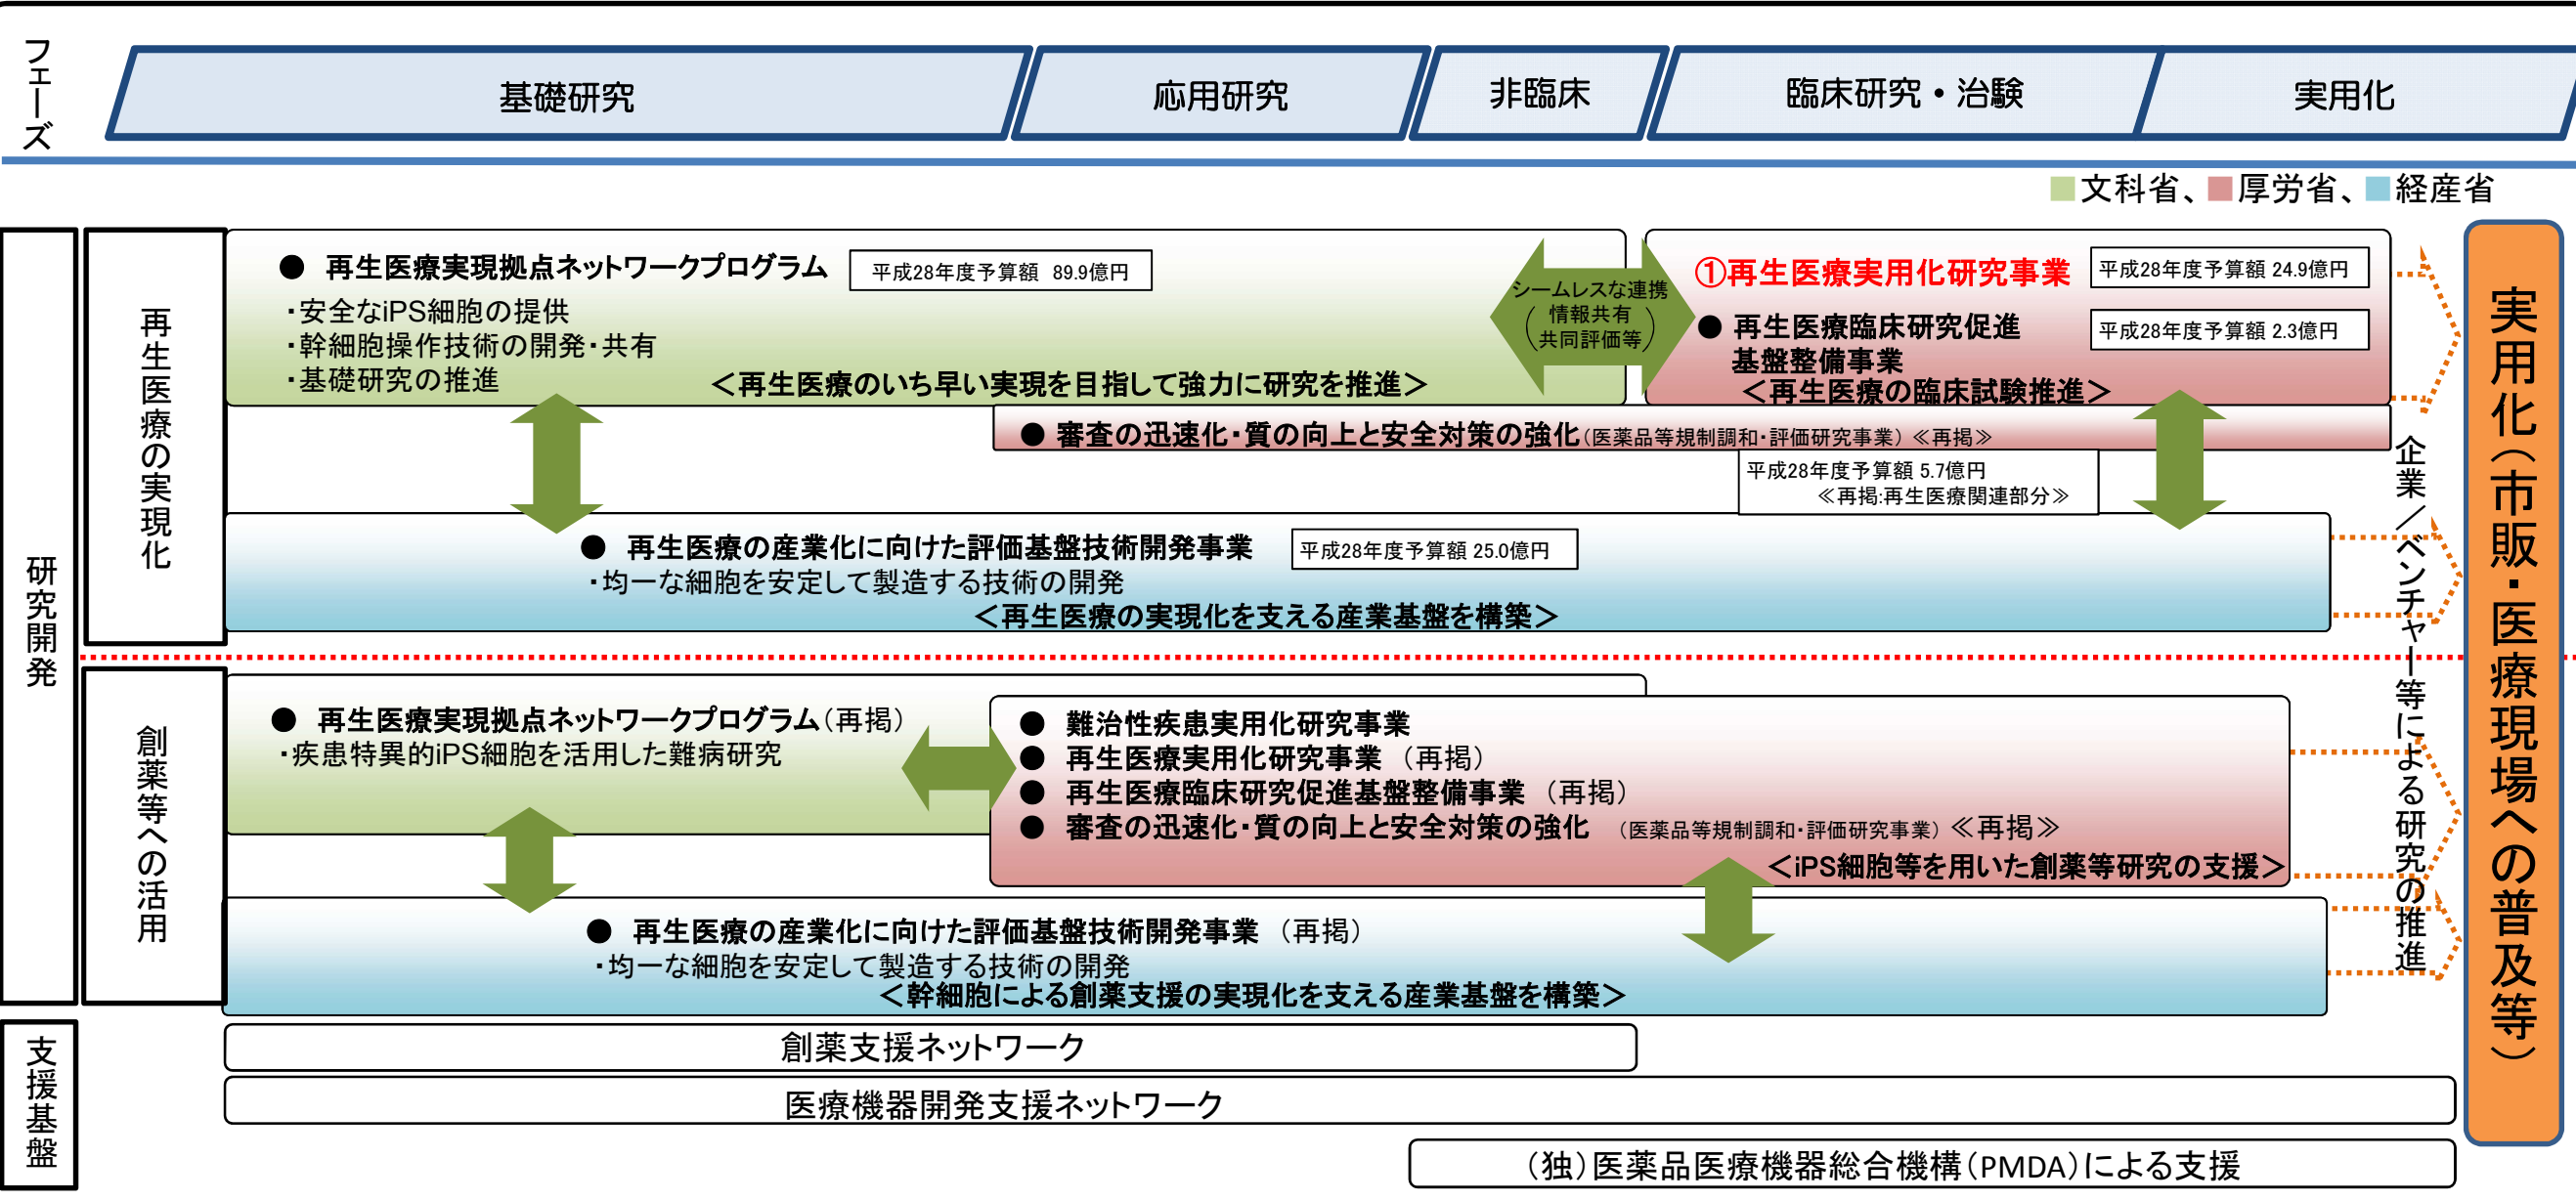 フェーズ
基礎研究
応用研究
非臨床
臨床研究・治験
実用化
文科省、厚労省、経産省
研究開発
再生医療の実現化
● 再生医療実現拠点ネットワークプログラム
平成28年度予算額 89.9億円
・安全なiPS細胞の提供
・幹細胞操作技術の開発・共有
・基礎研究の推進
＜再生医療のいち早い実現を目指して強力に研究を推進＞
シームレスな連携
（情報共有
共同評価等）
①再生医療実用化研究事業
平成28年度予算額 24.9億円
● 再生医療臨床研究促進
基盤整備事業
平成28年度予算額 2.3億円
＜再生医療の臨床試験推進＞
● 審査の迅速化・質の向上と安全対策の強化（医薬品等規制調和・評価研究事業）≪再掲≫
平成28年度予算額 5.7億円
≪再掲:再生医療関連部分≫
● 再生医療の産業化に向けた評価基盤技術開発事業
平成28年度予算額 25.0億円
・均一な細胞を安定して製造する技術の開発
＜再生医療の実現化を支える産業基盤を構築＞
創薬等への活用
● 再生医療実現拠点ネットワークプログラム（再掲）
・疾患特異的iPS細胞を活用した難病研究
● 難治性疾患実用化研究事業
● 再生医療実用化研究事業（再掲）
● 再生医療臨床研究促進基盤整備事業（再掲）
● 審査の迅速化・質の向上と安全対策の強化（医薬品等規制調和・評価研究事業）≪再掲≫
＜iPS細胞等を用いた創薬等研究の支援＞
● 再生医療の産業化に向けた評価基盤技術開発事業（再掲）
・均一な細胞を安定して製造する技術の開発
＜幹細胞による創薬支援の実現化を支える産業基盤を構築＞
企業／ベンチャー等による研究の推進
実用化（市販・医療現場への普及等）
支援基盤
創薬支援ネットワーク
医療機器開発支援ネットワーク
（独）医薬品医療機器総合機構（PMDA）による支援